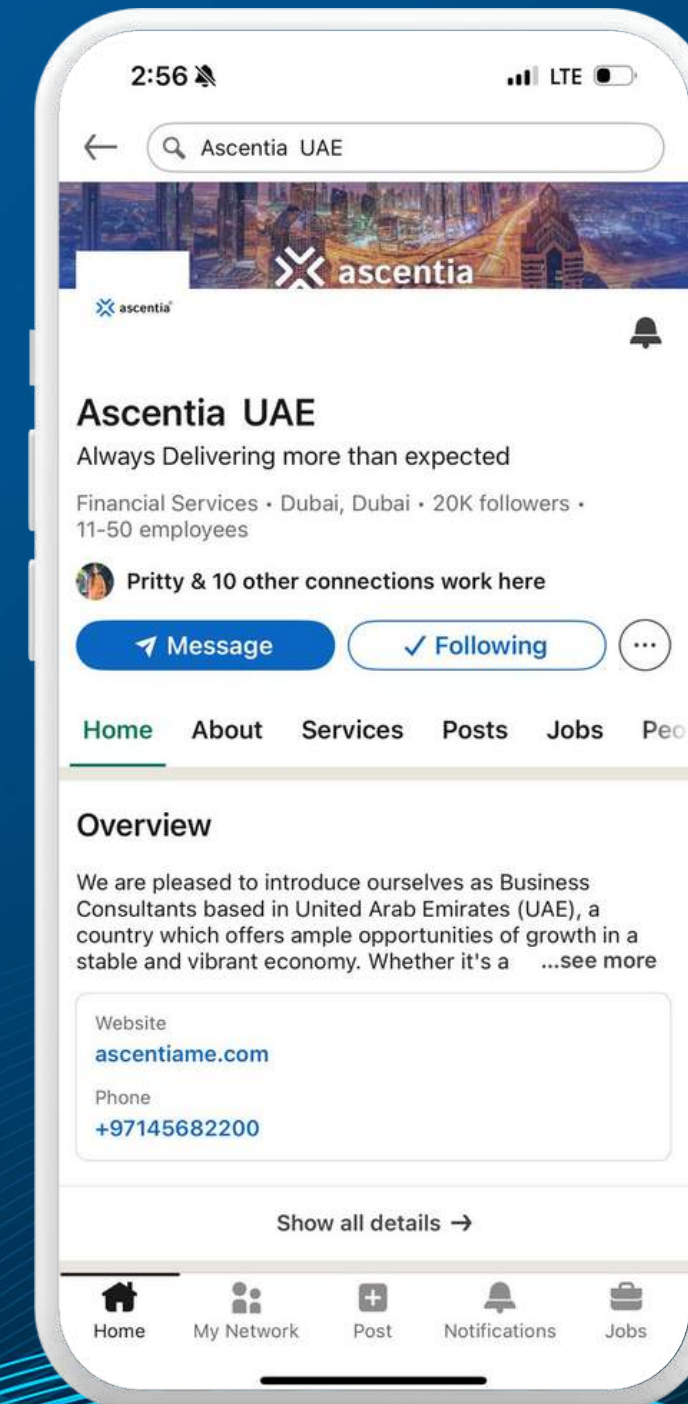 2:56
LTE
Ascentia UAE
ascentia
ascentia
Ascentia UAE
Always Delivering more than expected
Financial Services • Dubai, Dubai • 20K followers •
11-50 employees
Pritty & 10 other connections work here
Message
✓ Following
...
Home About Services Posts Jobs Peo
Overview
We are pleased to introduce ourselves as Business
Consultants based in United Arab Emirates (UAE), a
country which offers ample opportunities of growth in a
stable and vibrant economy. Whether it's a ...see more
Website
ascentiame.com
Phone
+97145682200
Show all details →
Home My Network Post Notifications Jobs